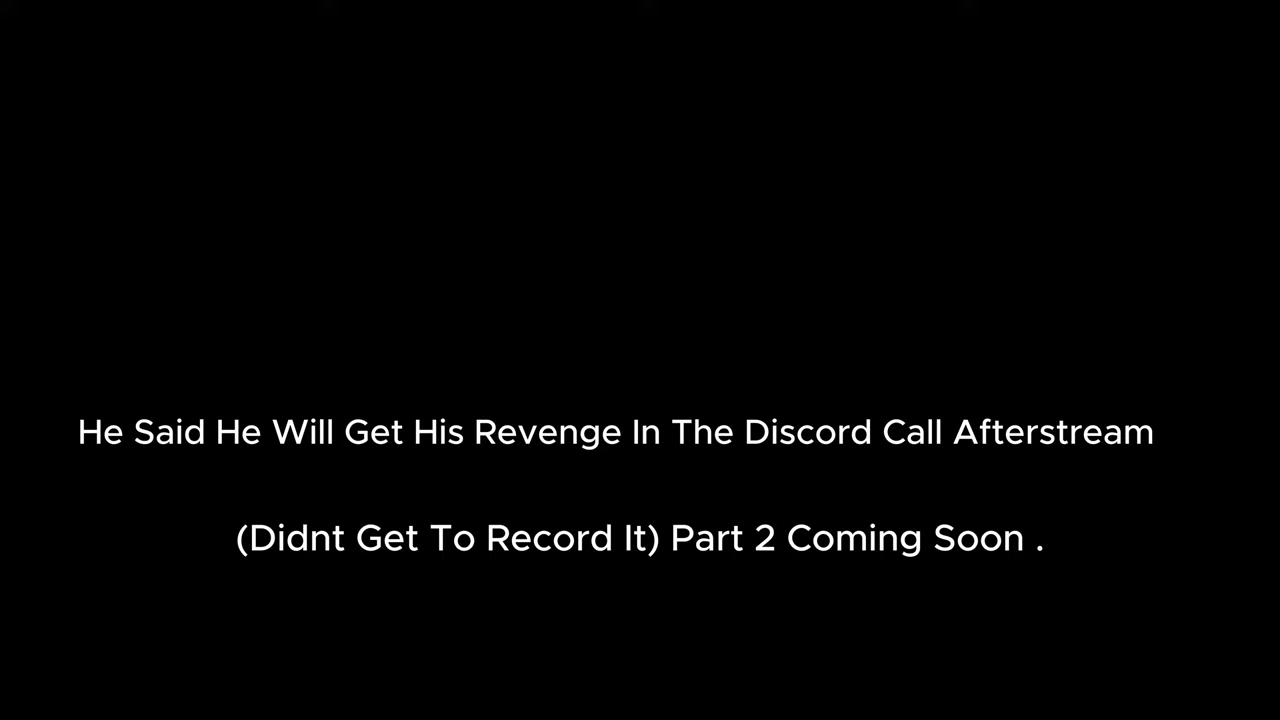 He Said He Will Get His Revenge In The Discord Call Afterstream
(Didnt Get To Record It) Part 2 Coming Soon .